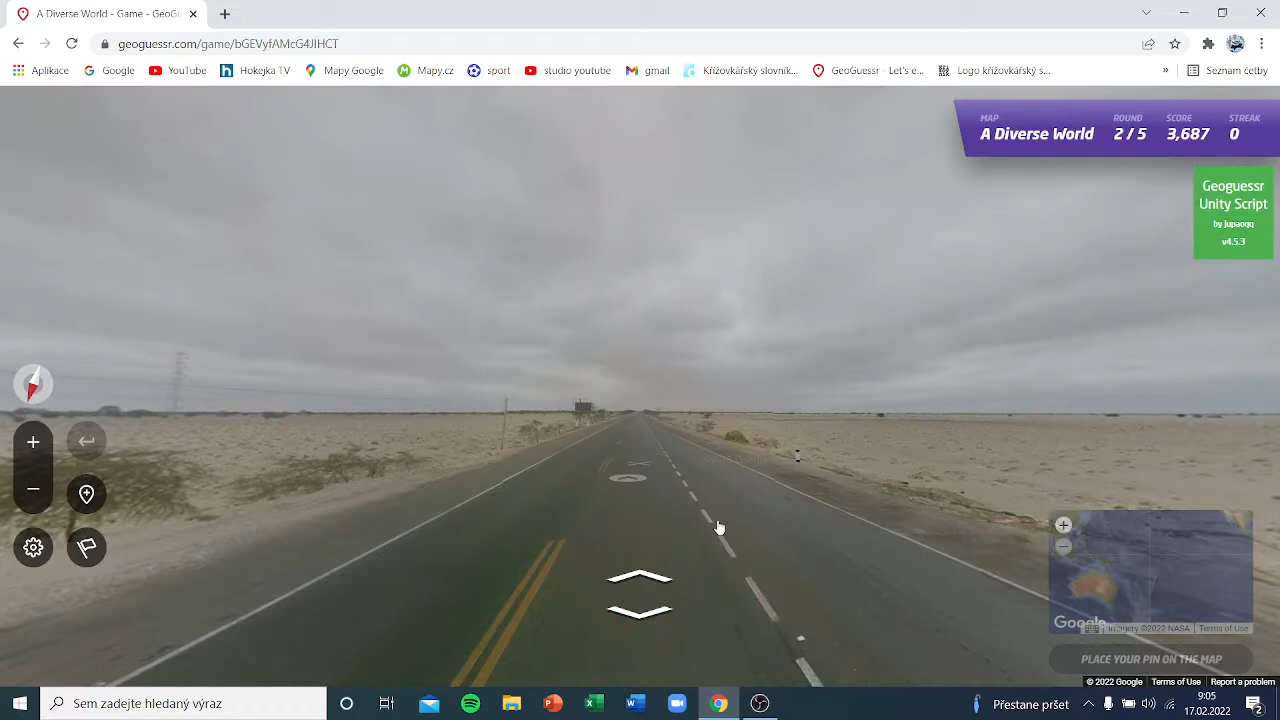 A Diverse World - Game - GeoGu
geoguessr.com/game/bGEVyfAMcG4JIHCT
Aplikace Google YouTube Hokejka TV Mapy Google Mapy.cz sport studio youtube gmail Křížovkářský slovník... GeoGuessr - Let's e... Logo křížovkářský s... » Seznam četby
MAP ROUND SCORE STREAK
A Diverse World 2 / 5 3,687 0
Geoguessr
Unity Script
by Jupaoqq
v4.5.3
Google
Imagery ©2022 NASA Terms of Use
PLACE YOUR PIN ON THE MAP
© 2022 Google Terms of Use Report a problem
Sem zadejte hledaný výraz
Přestane pršet
9:05
17.02.2022
2